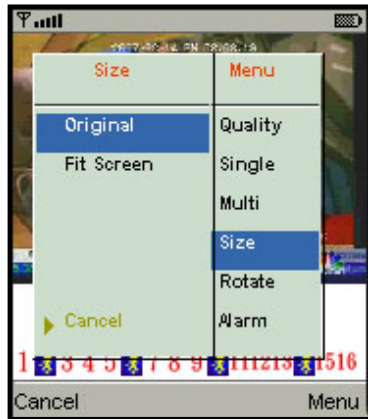 Size Menu
Original Quality
Fit Screen Single
Multi
Size
Rotate
Cancel Alarm
1 3 4 5 7 8 9 11 12 13 15 16
Cancel Menu